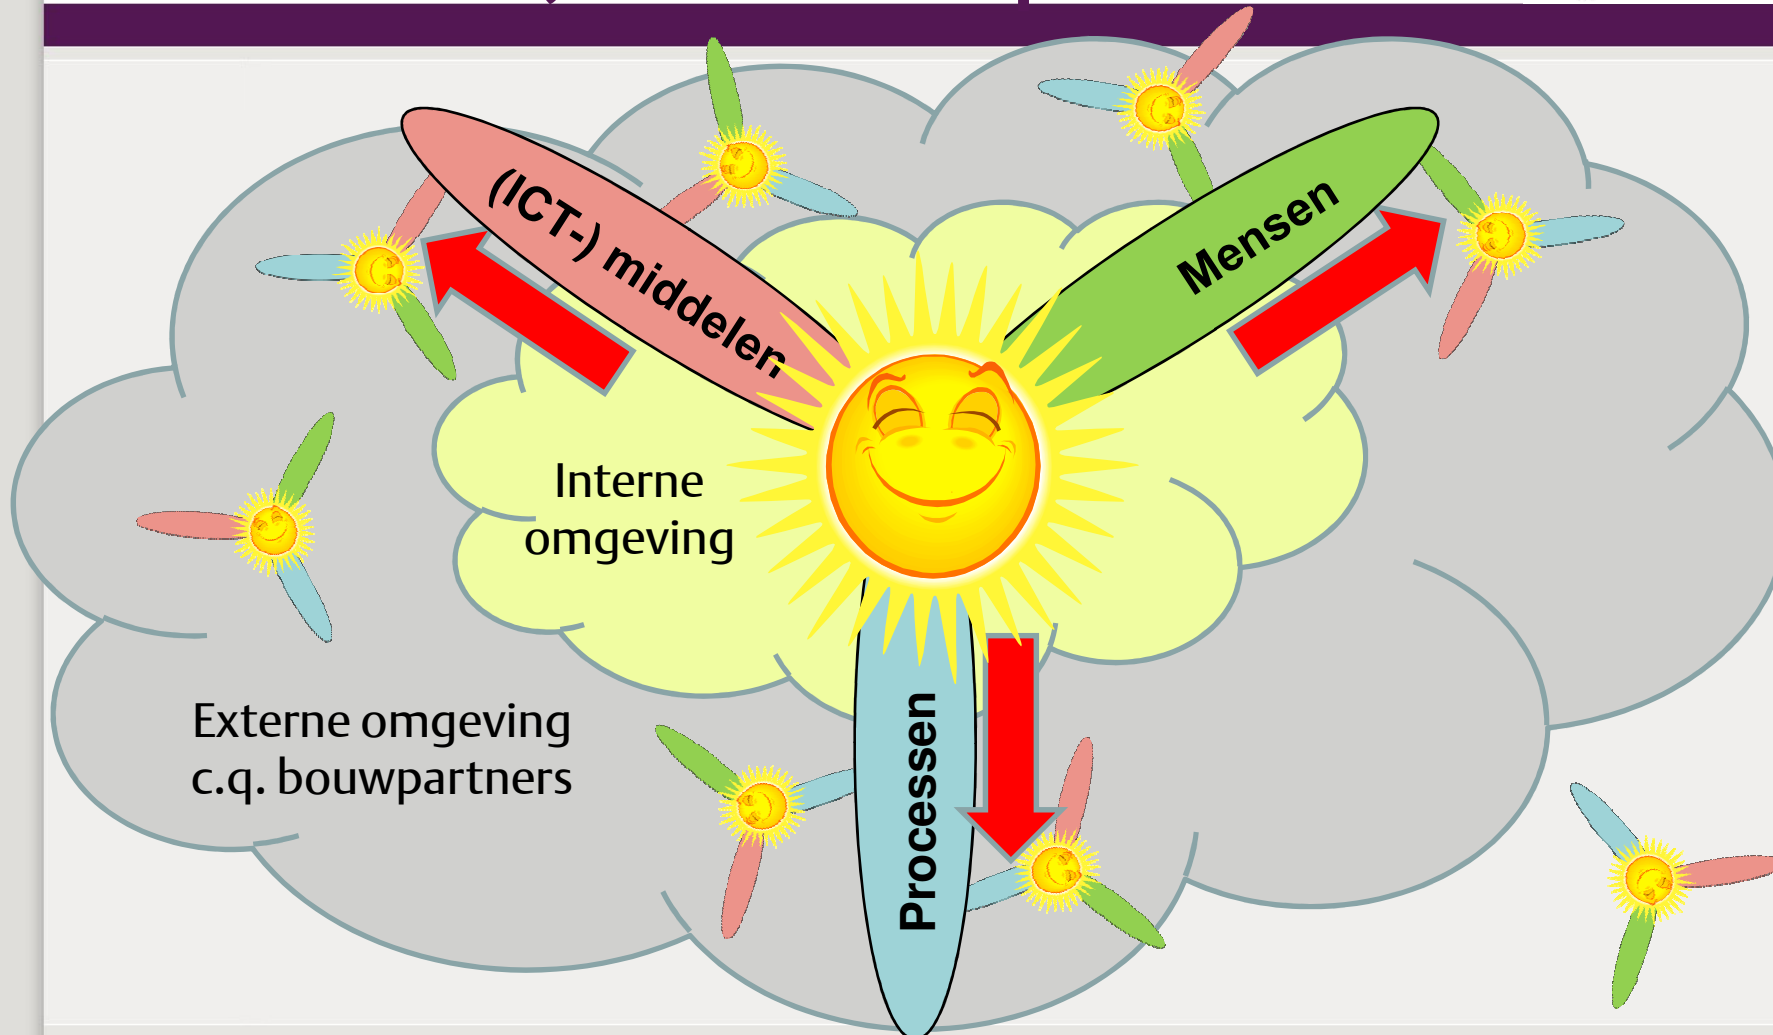 (ICT-) middelen
Mensen
Interne
omgeving
Processen
Externe omgeving
c.q. bouwpartners